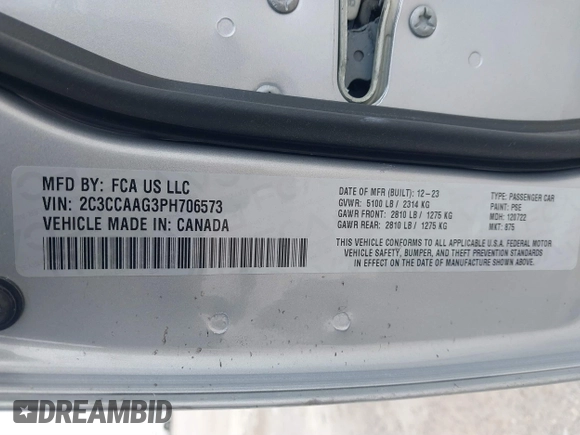 MFD BY: FCA US LLC
VIN: 2C3CCAAG3PH706573
VEHICLE MADE IN: CANADA
DATE OF MFR (BUILT): 12-23
GVWR: 5100 LB / 2314 KG
GAWR FRONT: 2810 LB / 1275 KG
GAWR REAR: 2810 LB / 1275 KG
TYPE: PASSENGER CAR
PAINT: PSE
MDH: 120722
MKT: 875
THIS VEHICLE CONFORMS TO ALL APPLICABLE U.S.A. FEDERAL MOTOR
VEHICLE SAFETY, BUMPER, AND THEFT PREVENTION STANDARDS
IN EFFECT ON THE DATE OF MANUFACTURE SHOWN ABOVE.
DREAMBID